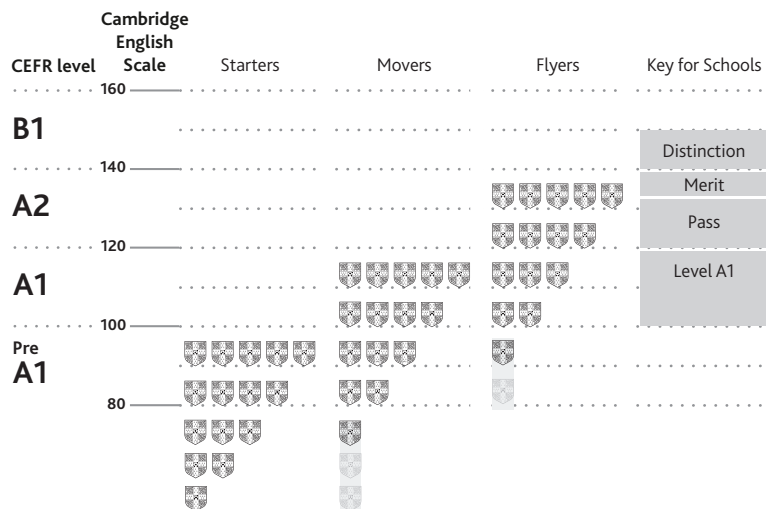 Cambridge
English
CEFR level Scale Starters Movers Flyers Key for Schools
160
B1
Distinction
140
Merit
A2
Pass
120
A1
Level A1
100
Pre
A1
80